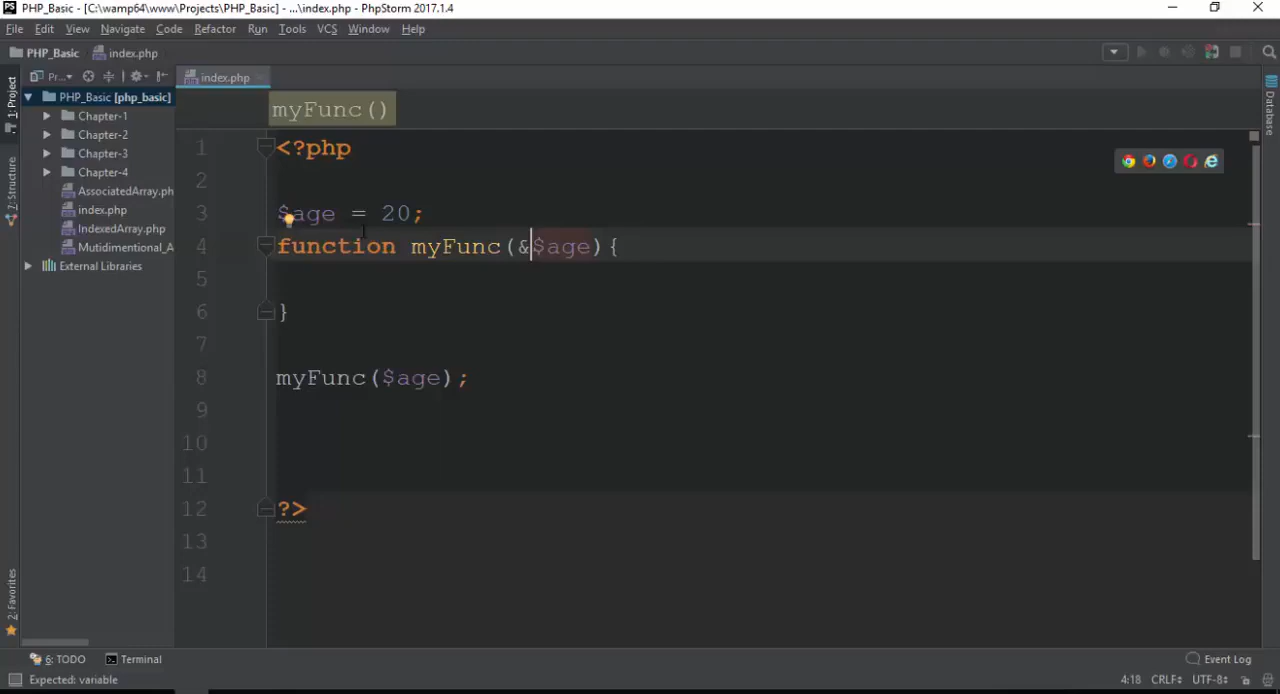 PS PHP_Basic - [C:\wamp64\www\Projects\PHP_Basic] - ...\index.php - PhpStorm 2017.1.4
File Edit View Navigate Code Refactor Run Tools VCS Window Help
PHP_Basic index.php
1: Project
Pr...
index.php
PHP_Basic [php_basic]
Chapter-1
Chapter-2
Chapter-3
Chapter-4
AssociatedArray.ph
index.php
IndexedArray.php
Mutidimentional_A
External Libraries
7: Structure
2: Favorites
Database
myFunc()
1 <?php
2
3 $age = 20;
4 function myFunc(&$age){
5
6 }
7
8 myFunc($age);
9
10
11
12 ?>
13
14
6: TODO Terminal Event Log
Expected: variable 4:18 CRLF UTF-8